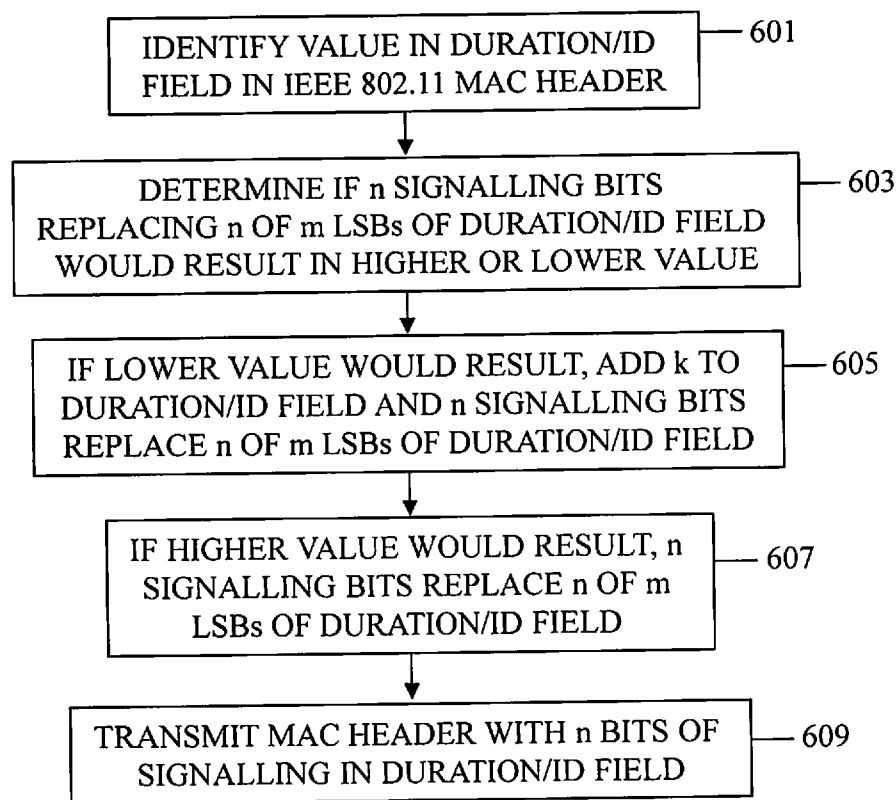 IDENTIFY VALUE IN DURATION/ID
FIELD IN IEEE 802.11 MAC HEADER
601
DETERMINE IF n SIGNALLING BITS
REPLACING n OF m LSBs OF DURATION/ID FIELD
WOULD RESULT IN HIGHER OR LOWER VALUE
603
IF LOWER VALUE WOULD RESULT, ADD k TO
DURATION/ID FIELD AND n SIGNALLING BITS
REPLACE n OF m LSBs OF DURATION/ID FIELD
605
IF HIGHER VALUE WOULD RESULT, n
SIGNALLING BITS REPLACE n OF m
LSBs OF DURATION/ID FIELD
607
TRANSMIT MAC HEADER WITH n BITS OF
SIGNALLING IN DURATION/ID FIELD
609